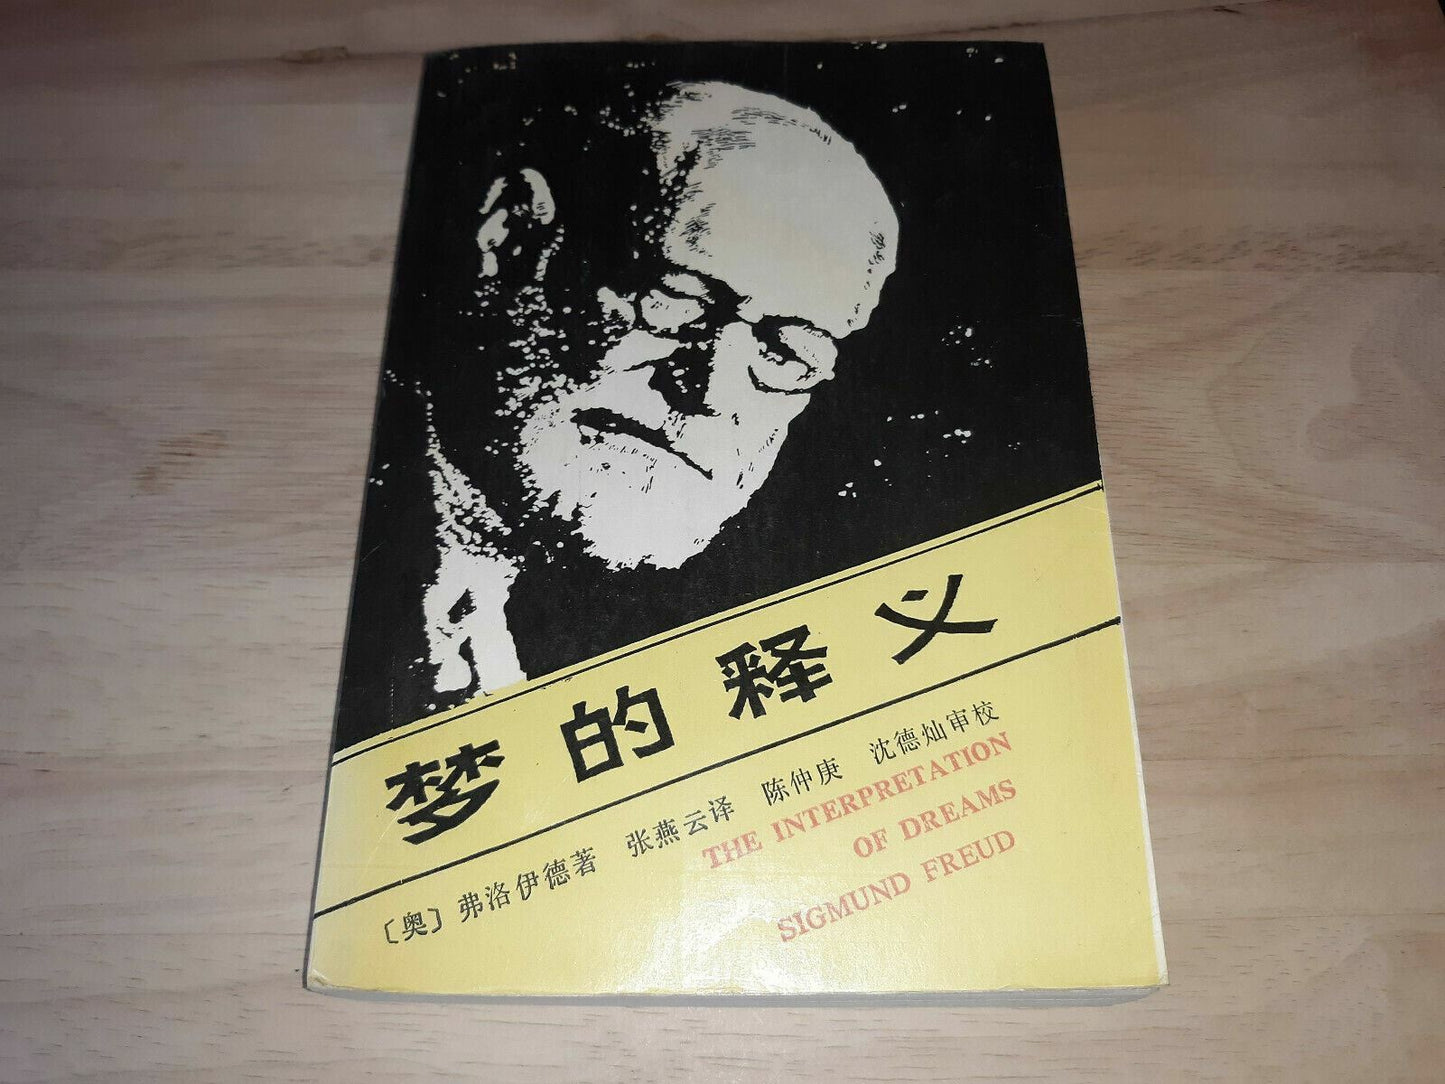 梦的释义
〔奥〕弗洛伊德著 张燕云译 陈仲庚 沈德灿审校
THE INTERPRETATION
OF DREAMS
SIGMUND FREUD